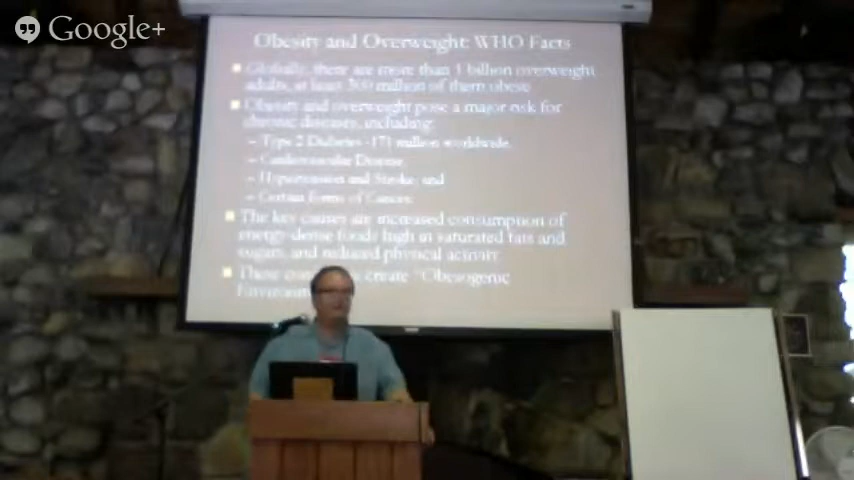 Google+
Obesity and Overweight: WHO Facts
Globally, there are more than 1 billion overweight
adults, at least 300 million of them obese
Obesity and overweight pose a major risk for
chronic diseases, including:
– Type 2 Diabetes -171 million worldwide
– Cardiovascular Disease
– Hypertension and Stroke, and
– Certain forms of Cancer
The key causes are increased consumption of
energy-dense foods high in saturated fats and
sugars, and reduced physical activity
These create "Obesogenic